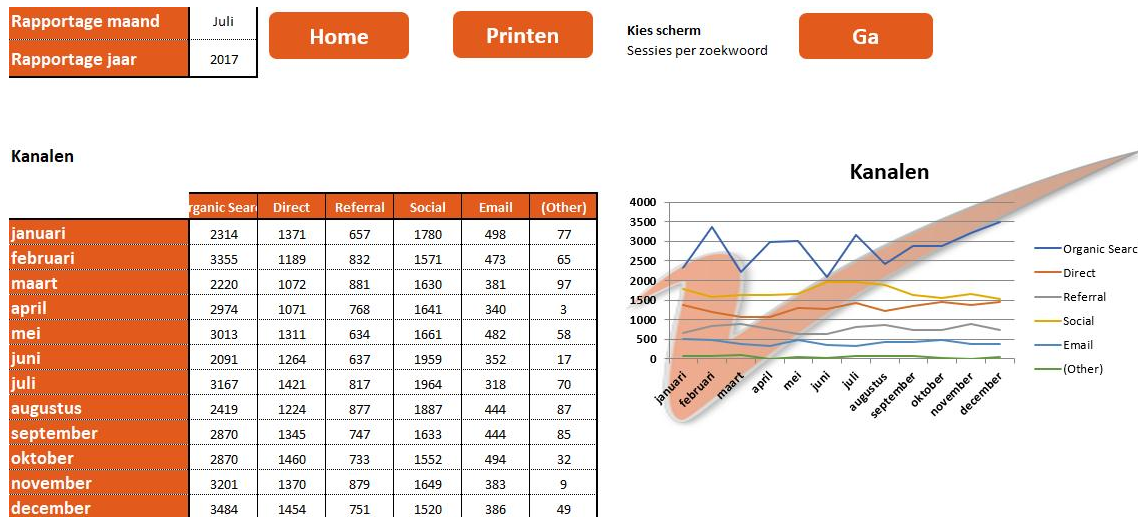 Rapportage maand Juli
Rapportage jaar 2017
Home
Printen
Kies scherm
Sessies per zoekwoord
Ga
Kanalen
rganic Sear Direct Referral Social Email (Other)
januari 2314 1371 657 1780 498 77
februari 3355 1189 832 1571 473 65
maart 2220 1072 881 1630 381 97
april 2974 1071 768 1641 340 3
mei 3013 1311 634 1661 482 58
juni 2091 1264 637 1959 352 17
juli 3167 1421 817 1964 318 70
augustus 2419 1224 877 1887 444 87
september 2870 1345 747 1633 444 85
oktober 2870 1460 733 1552 494 32
november 3201 1370 879 1649 383 9
december 3484 1454 751 1520 386 49
Kanalen
4000
3500
3000
2500
2000
1500
1000
500
0
januari februari maart april mei juni juli augustus september oktober november december
Organic Searc
Direct
Referral
Social
Email
(Other)